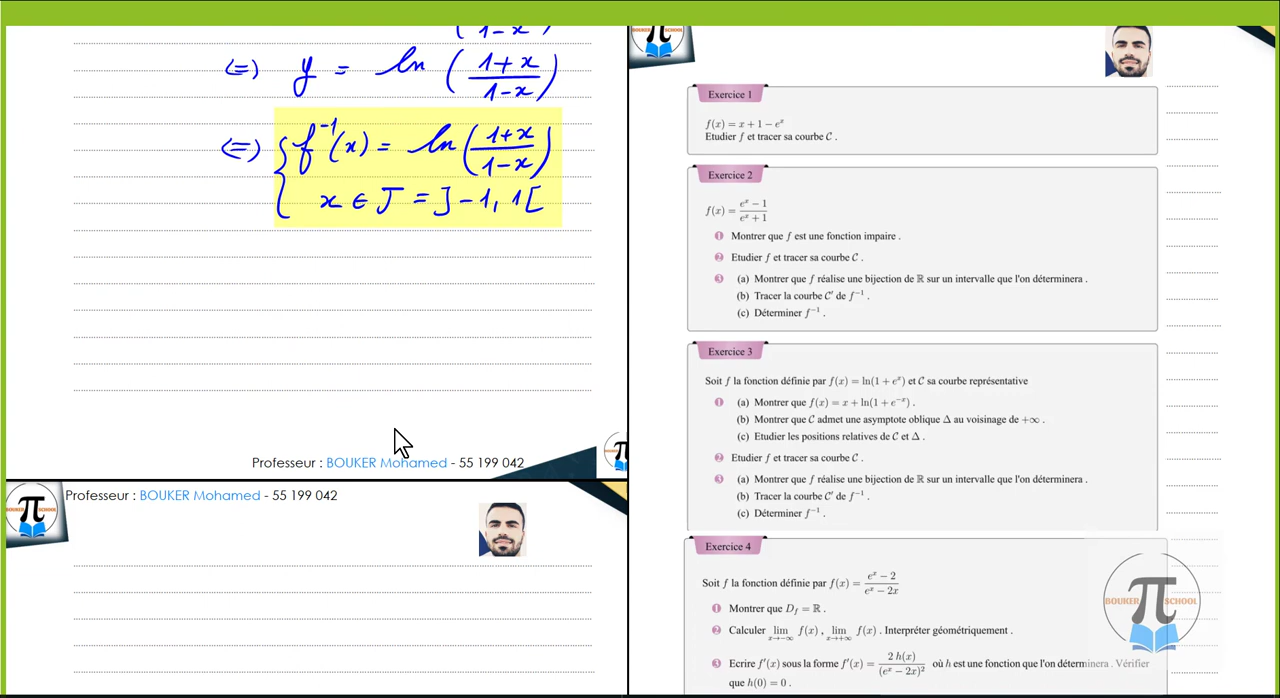 ⇔ y = ln (1+x / 1-x)
⇔ { f⁻¹(x) = ln (1+x / 1-x)
x ∈ J = ]-1, 1[
Professeur : BOUKER Mohamed - 55 199 042
Professeur : BOUKER Mohamed - 55 199 042
BOUKER SCHOOL
Exercice 1
f(x) = x + 1 − eˣ
Etudier f et tracer sa courbe C .
Exercice 2
f(x) = (eˣ − 1)/(eˣ + 1)
1 Montrer que f est une fonction impaire .
2 Etudier f et tracer sa courbe C .
3 (a) Montrer que f réalise une bijection de ℝ sur un intervalle que l'on déterminera .
(b) Tracer la courbe C' de f⁻¹ .
(c) Déterminer f⁻¹ .
Exercice 3
Soit f la fonction définie par f(x) = ln(1 + eˣ) et C sa courbe représentative
1 (a) Montrer que f(x) = x + ln(1 + e⁻ˣ) .
(b) Montrer que C admet une asymptote oblique Δ au voisinage de +∞ .
(c) Etudier les positions relatives de C et Δ .
2 Etudier f et tracer sa courbe C .
3 (a) Montrer que f réalise une bijection de ℝ sur un intervalle que l'on déterminera .
(b) Tracer la courbe C' de f⁻¹ .
(c) Déterminer f⁻¹ .
Exercice 4
Soit f la fonction définie par f(x) = (eˣ − 2)/(eˣ − 2x)
1 Montrer que D_f = ℝ .
2 Calculer lim x→−∞ f(x) , lim x→+∞ f(x) . Interpréter géométriquement .
3 Ecrire f'(x) sous la forme f'(x) = 2 h(x)/(eˣ − 2x)² où h est une fonction que l'on déterminera . Vérifier
que h(0) = 0 .
BOUKER SCHOOL